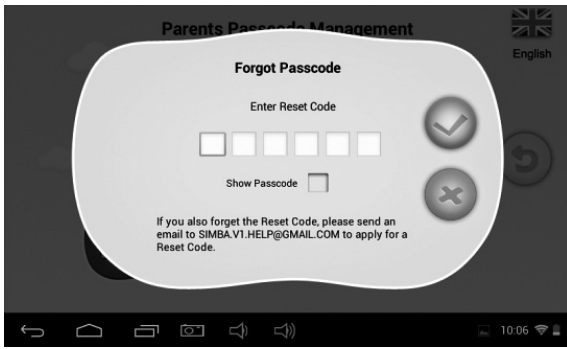 Parents Passcode Management
English
Forgot Passcode
Enter Reset Code
Show Passcode
If you also forget the Reset Code, please send an
email to SIMBA.V1.HELP@GMAIL.COM to apply for a
Reset Code.
10:06